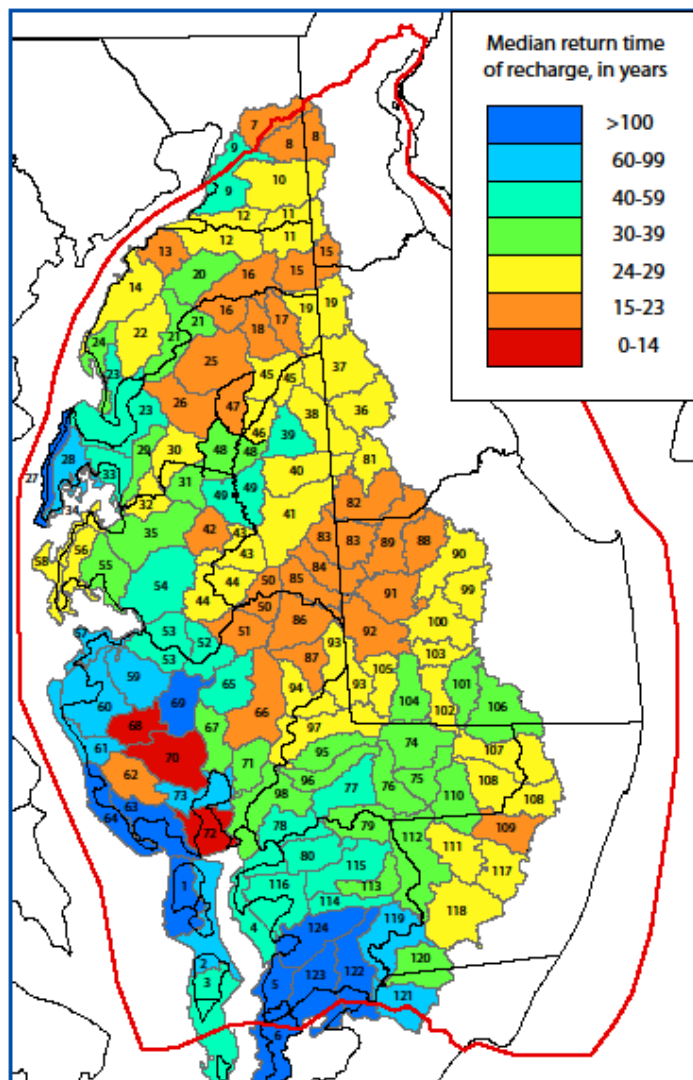 Median return time
of recharge, in years
>100
60-99
40-59
30-39
24-29
15-23
0-14
7
8 8
9
9
10
12 11
12 11
13
20 16 15 15
14
21
16 18 17 19 19
22 21
24
23 25 45 45 37
23 26 47 38 36
46 39
27 28 29 30 48 48 81
33 31 49 49 40
34 32 82
35 42 43 41 83 83 89 88
58 56 43 84 90
55 54 44 50 85 91 99
44 50 86 100
57 53 52 51 92
53 93 103
59 65 87 105 101
60 69 94 93 104 102 106
68 67 66 97
61 70 95 74 107
62 73 71 96 77 76 75 108
63 98 110 108
64 72 78 79 109
80 112 111
115 117
1 116 113
114 118
4 124 119
2 123 122 120
3 5 121
6